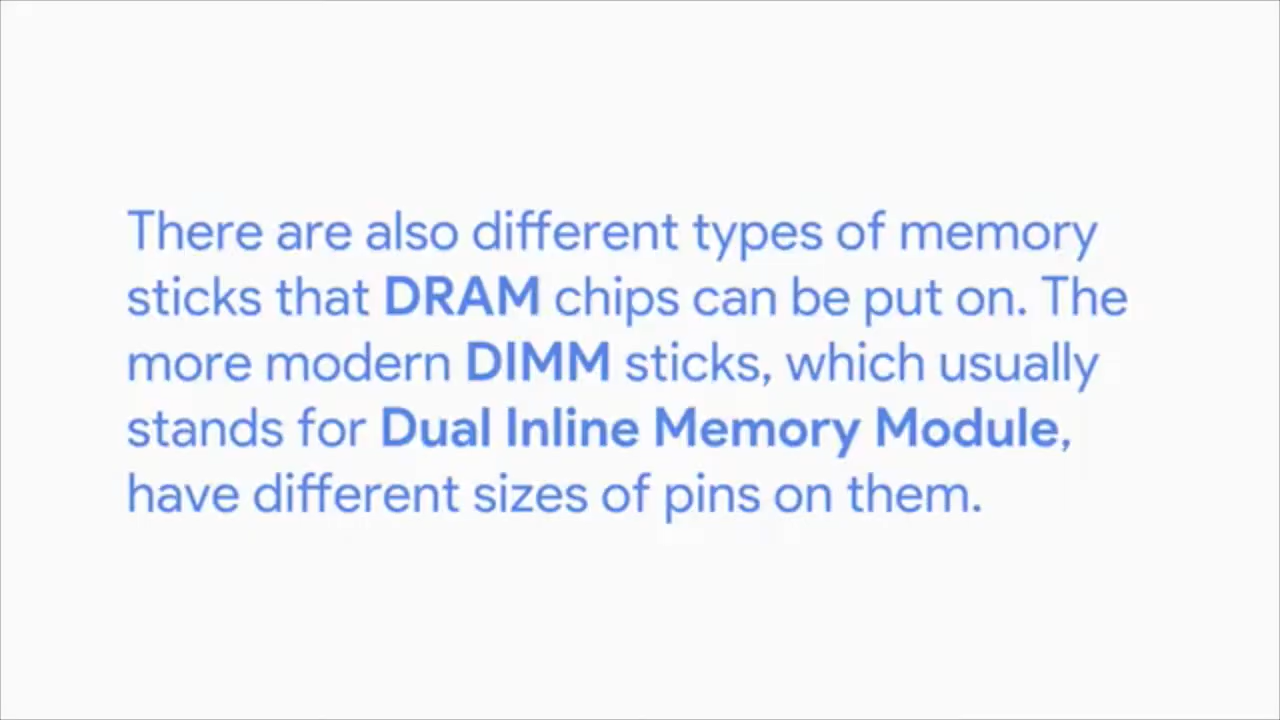 There are also different types of memory
sticks that DRAM chips can be put on. The
more modern DIMM sticks, which usually
stands for Dual Inline Memory Module,
have different sizes of pins on them.